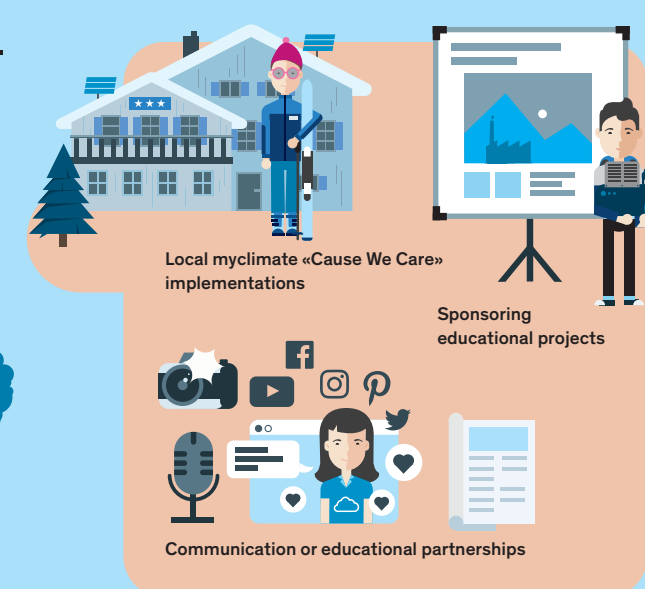 Local myclimate «Cause We Care»
implementations
Sponsoring
educational projects
Communication or educational partnerships